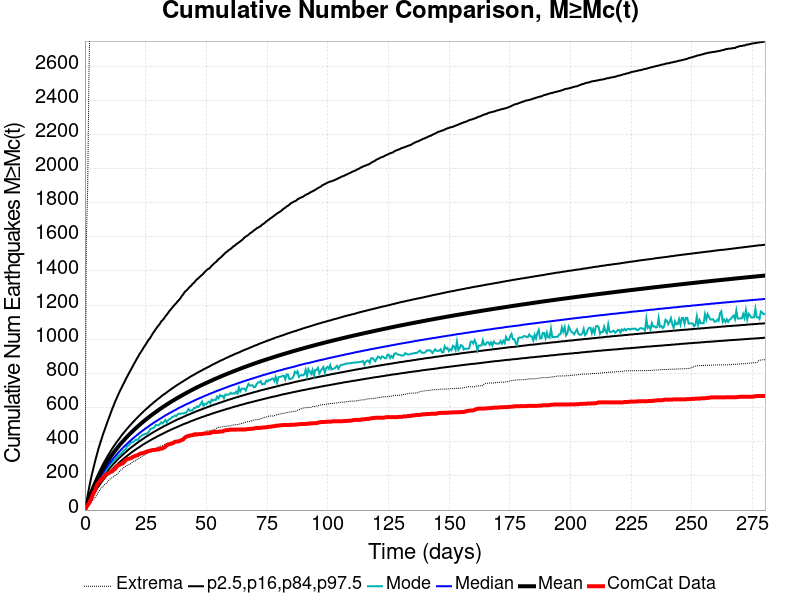 Cumulative Number Comparison, M≥Mc(t)
Cumulative Num Earthquakes M≥Mc(t)
2600
2400
2200
2000
1800
1600
1400
1200
1000
800
600
400
200
0
0 25 50 75 100 125 150 175 200 225 250 275
Time (days)
Extrema p2.5,p16,p84,p97.5 Mode Median Mean ComCat Data